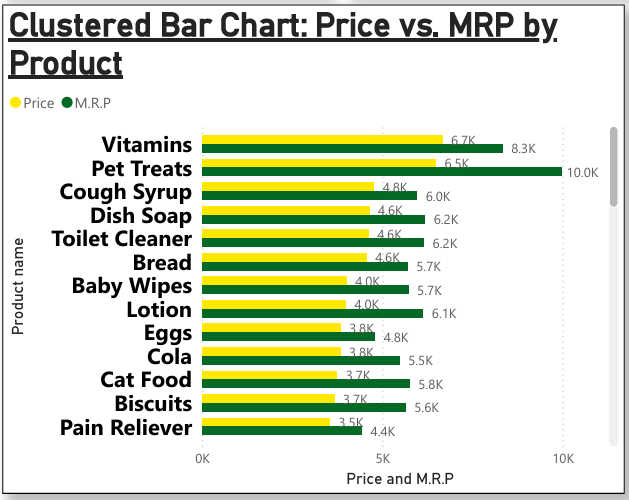 Clustered Bar Chart: Price vs. MRP by
Product
Price M.R.P
Product name
Vitamins 6.7K 8.3K
Pet Treats 6.5K 10.0K
Cough Syrup 4.8K 6.0K
Dish Soap 4.6K 6.2K
Toilet Cleaner 4.6K 6.2K
Bread 4.6K 5.7K
Baby Wipes 4.0K 5.7K
Lotion 4.0K 6.1K
Eggs 3.8K 4.8K
Cola 3.8K 5.5K
Cat Food 3.7K 5.8K
Biscuits 3.7K 5.6K
Pain Reliever 3.5K 4.4K
0K 5K 10K
Price and M.R.P